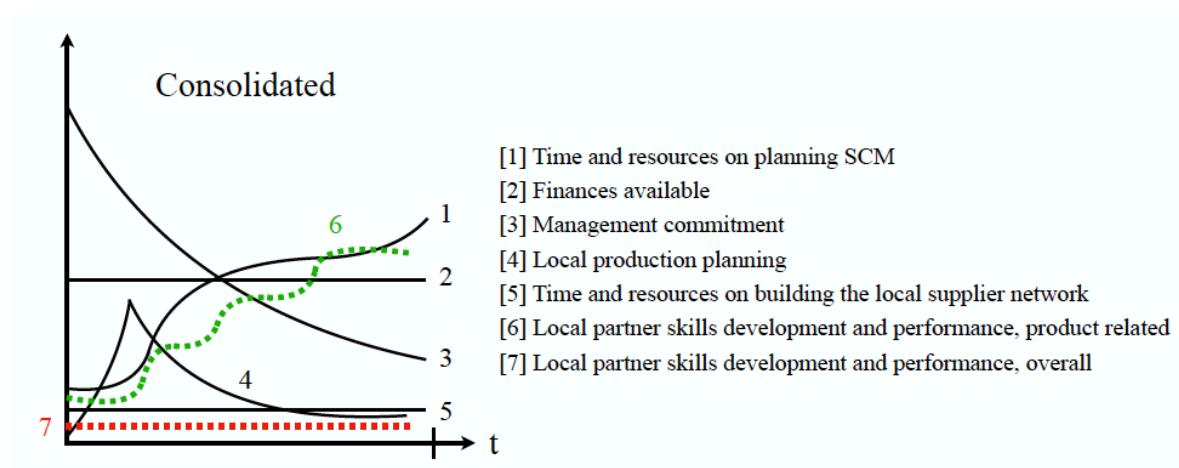 Consolidated
6
1
2
3
4
5
7
t
[1] Time and resources on planning SCM
[2] Finances available
[3] Management commitment
[4] Local production planning
[5] Time and resources on building the local supplier network
[6] Local partner skills development and performance, product related
[7] Local partner skills development and performance, overall